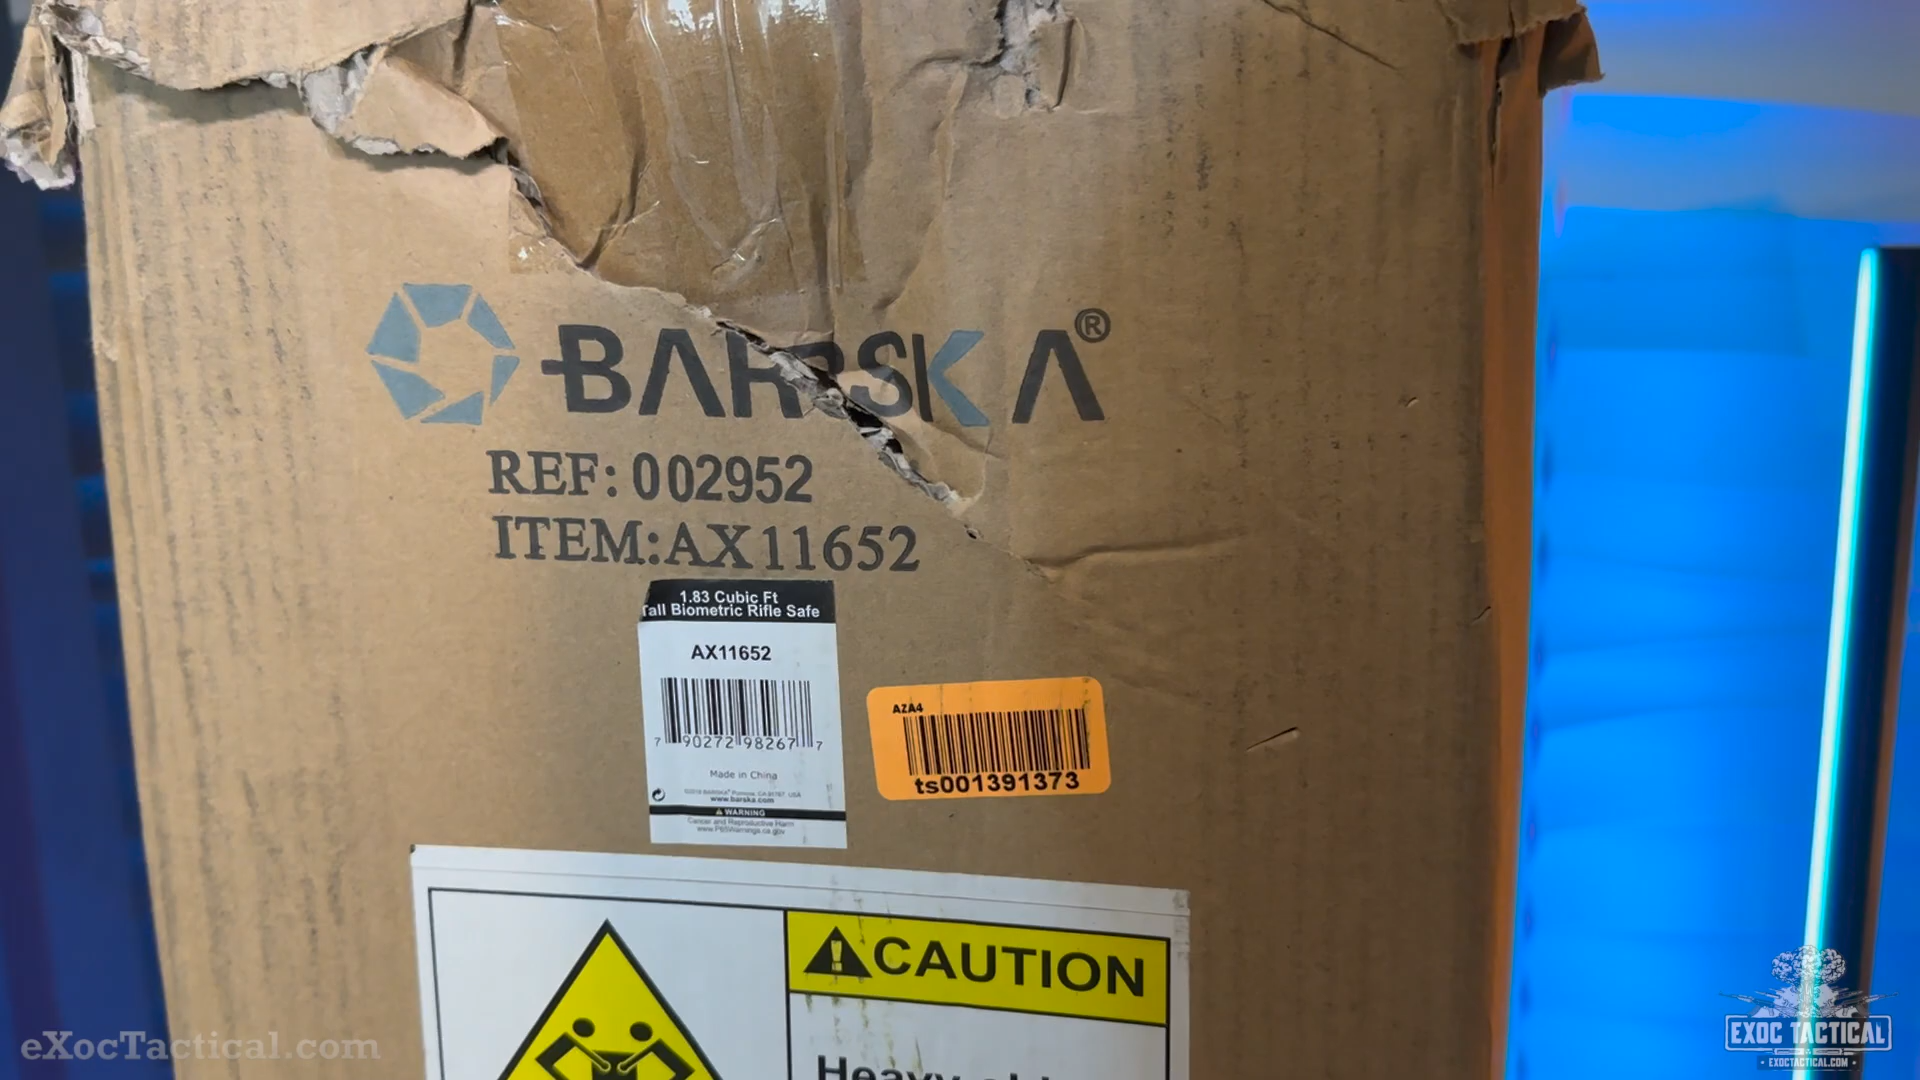 BARSKA®
REF: 002952
ITEM:AX11652
1.83 Cubic Ft
Tall Biometric Rifle Safe
AX11652
7 90272 98267 7
Made in China
©2018 BARSKA® Pomona, CA 91767 USA
www.barska.com
⚠ WARNING
Cancer and Reproductive Harm
www.P65Warnings.ca.gov
AZA4
ts001391373
CAUTION
Heavy
eXocTactical.com
EXOC TACTICAL
EXOCTACTICAL.COM